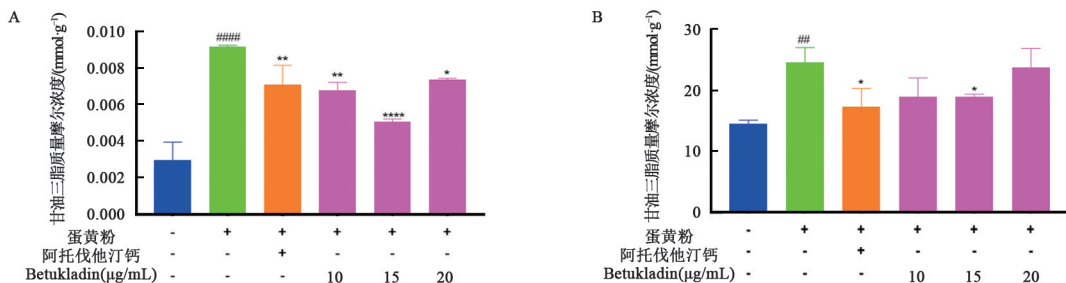 A
甘油三脂质量摩尔浓度/(mmol·g⁻¹)
0.010
0.008
0.006
0.004
0.002
0.000
####
**
**
****
*
蛋黄粉 - + + + + +
阿托伐他汀钙 - - + - - -
Betukladin(μg/mL) - - - 10 15 20
B
甘油三脂质量摩尔浓度/(mmol·g⁻¹)
30
20
10
0
##
*
*
蛋黄粉 - + + + + +
阿托伐他汀钙 - - + - - -
Betukladin(μg/mL) - - - 10 15 20